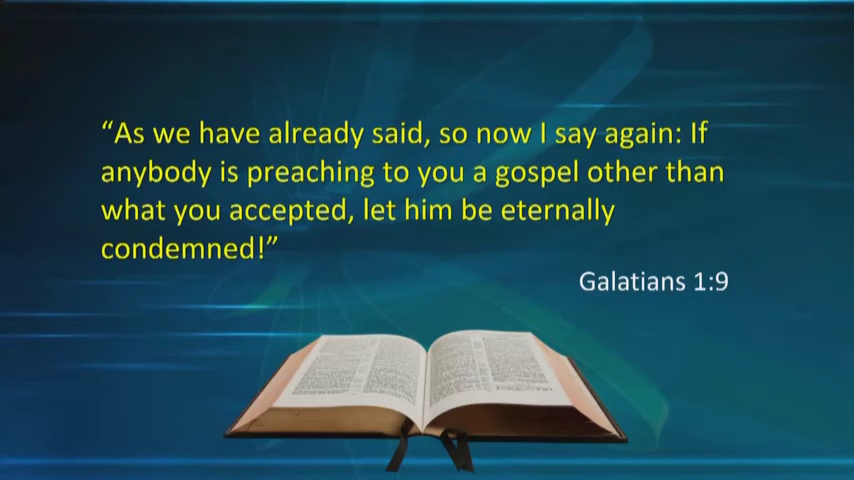 “As we have already said, so now I say again: If
anybody is preaching to you a gospel other than
what you accepted, let him be eternally
condemned!”
Galatians 1:9